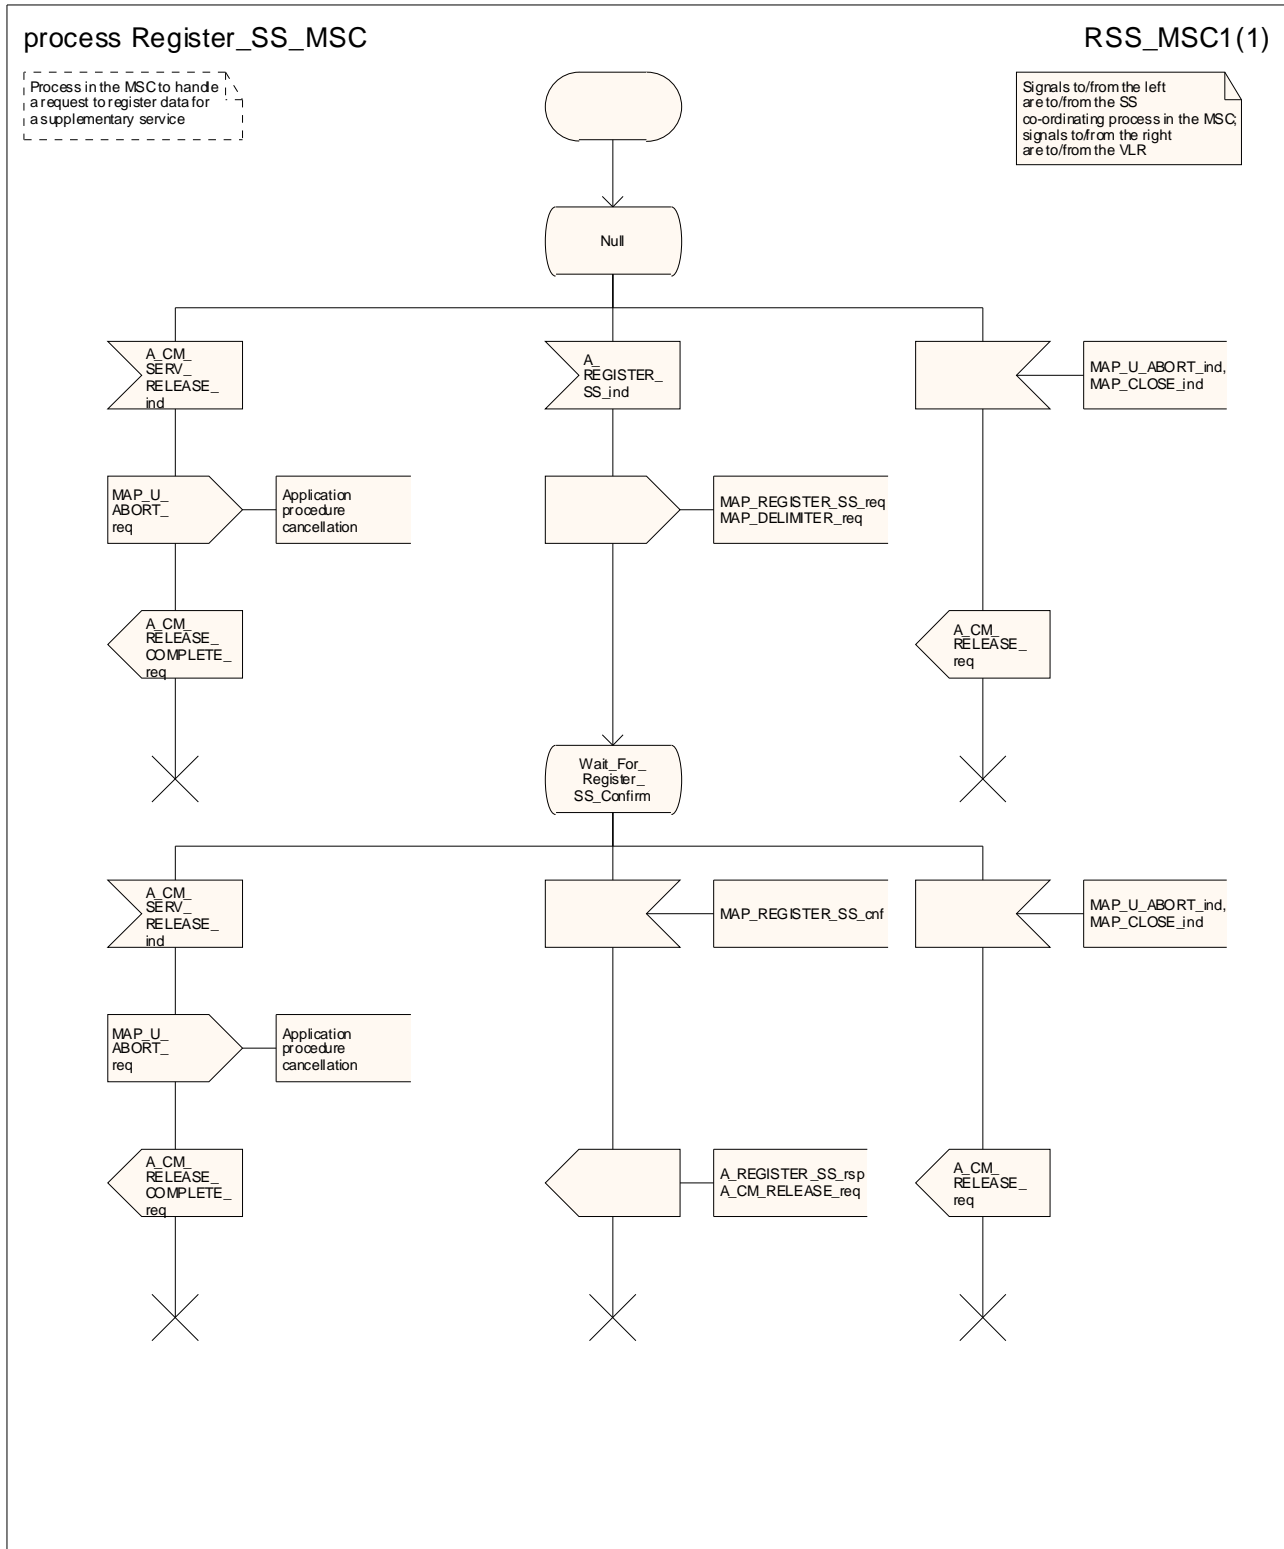 process Register_SS_MSC
RSS_MSC1(1)
Process in the MSC to handle
a request to register data for
a supplementary service
Signals to/from the left
are to/from the SS
co-ordinating process in the MSC;
signals to/from the right
are to/from the VLR
Null
A_CM_
SERV_
RELEASE_
ind
A_
REGISTER_
SS_ind
MAP_U_ABORT_ind,
MAP_CLOSE_ind
MAP_U_
ABORT_
req
Application
procedure
cancellation
MAP_REGISTER_SS_req
MAP_DELIMITER_req
A_CM_
RELEASE_
COMPLETE_
req
A_CM_
RELEASE_
req
Wait_For_
Register_
SS_Confirm
A_CM_
SERV_
RELEASE_
ind
MAP_REGISTER_SS_cnf
MAP_U_ABORT_ind,
MAP_CLOSE_ind
MAP_U_
ABORT_
req
Application
procedure
cancellation
A_CM_
RELEASE_
COMPLETE_
req
A_REGISTER_SS_rsp
A_CM_RELEASE_req
A_CM_
RELEASE_
req